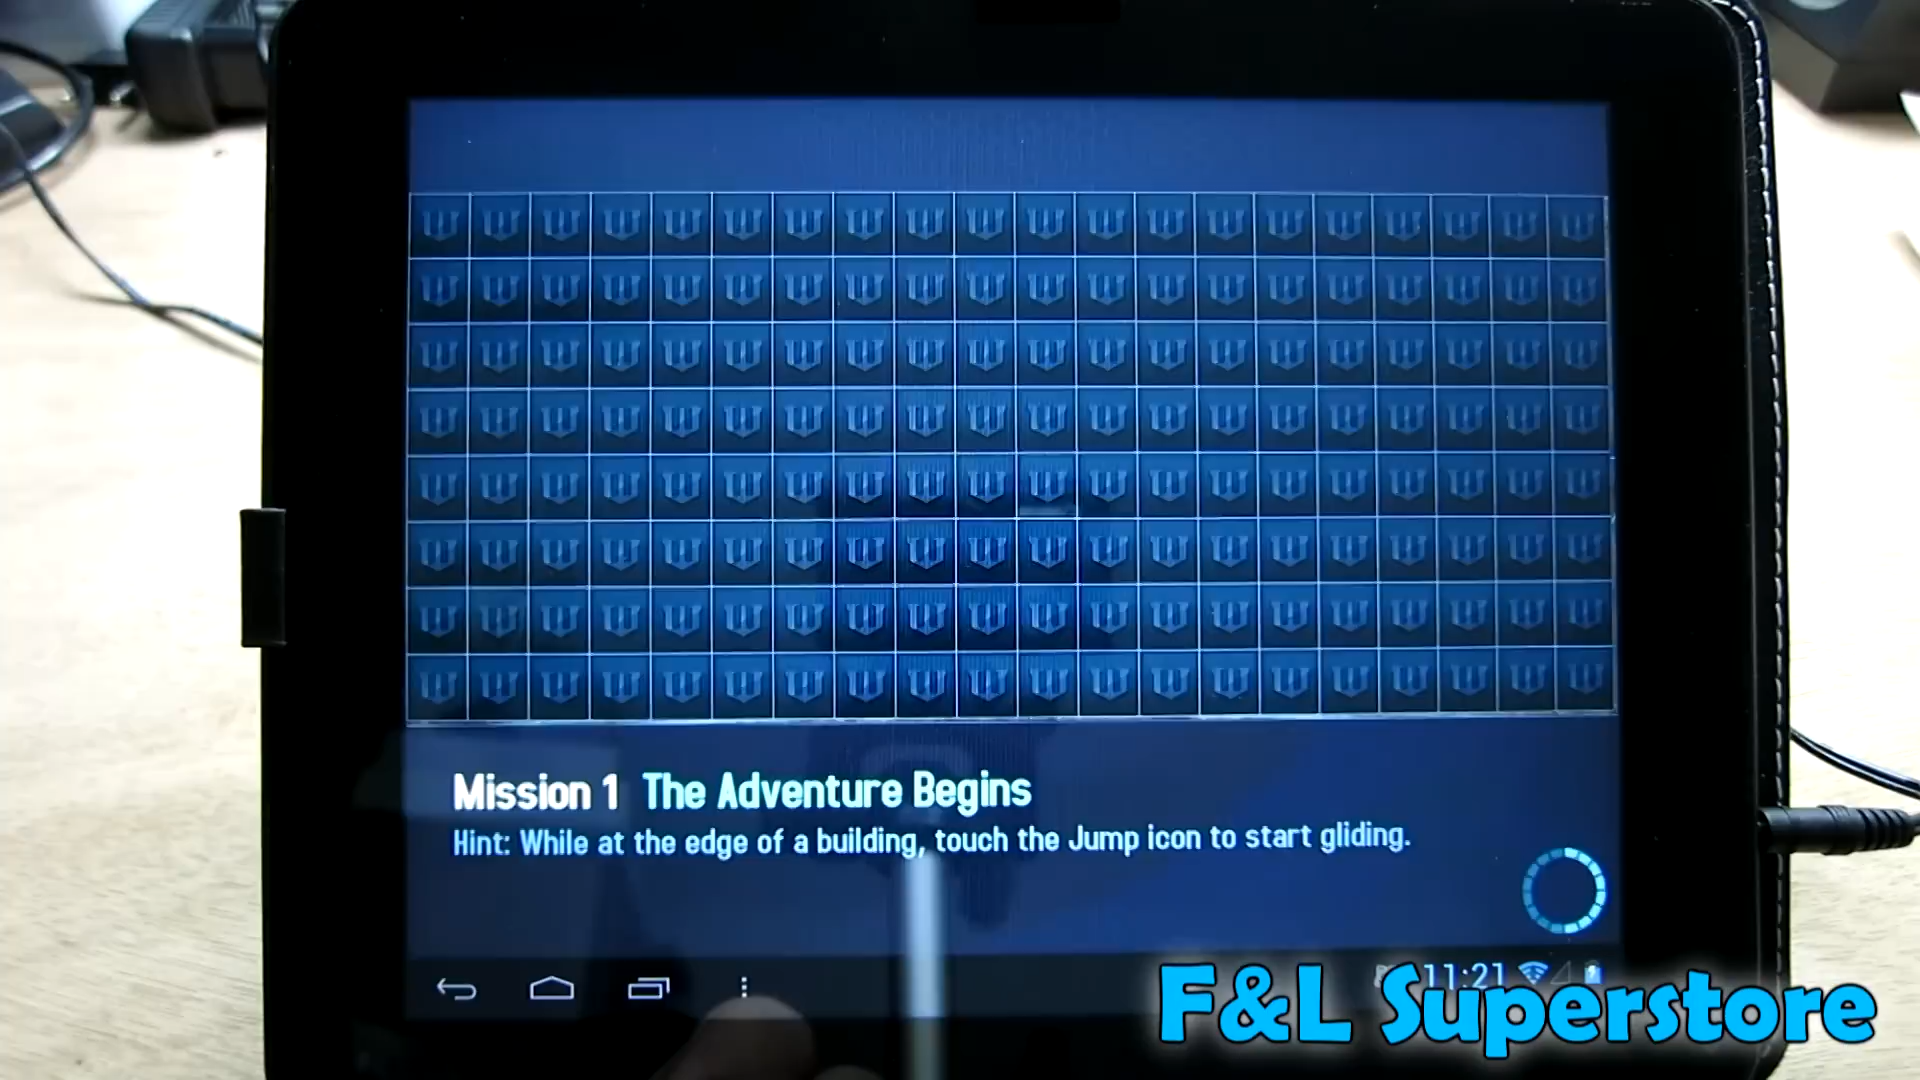 Mission 1 The Adventure Begins
Hint: While at the edge of a building, touch the Jump icon to start gliding.
11:21
F&L Superstore